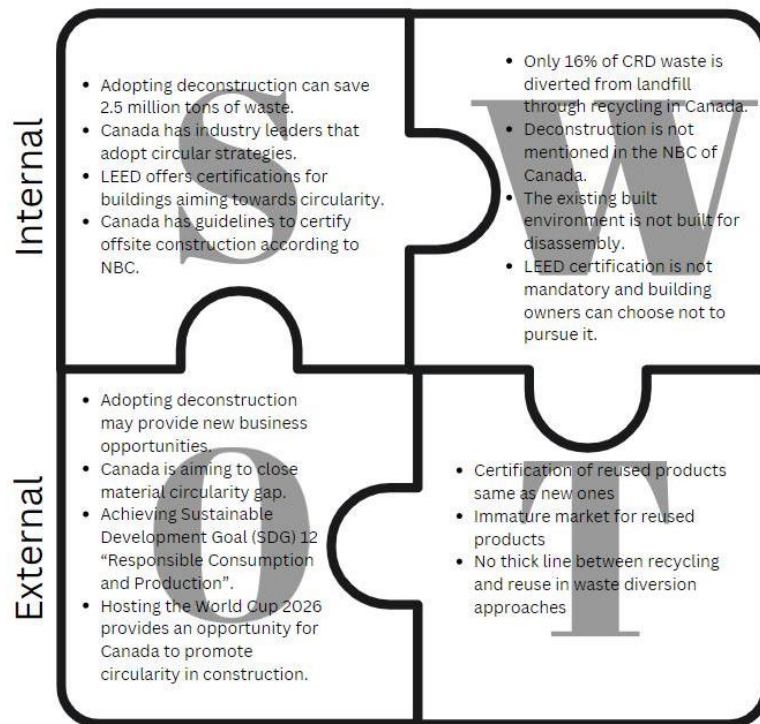 Internal
S
• Adopting deconstruction can save
2.5 million tons of waste.
• Canada has industry leaders that
adopt circular strategies.
• LEED offers certifications for
buildings aiming towards circularity.
• Canada has guidelines to certify
offsite construction according to
NBC.
W
• Only 16% of CRD waste is
diverted from landfill
through recycling in Canada.
• Deconstruction is not
mentioned in the NBC of
Canada.
• The existing built
environment is not built for
disassembly.
• LEED certification is not
mandatory and building
owners can choose not to
pursue it.
External
O
• Adopting deconstruction
may provide new business
opportunities.
• Canada is aiming to close
material circularity gap.
• Achieving Sustainable
Development Goal (SDG) 12
“Responsible Consumption
and Production”.
• Hosting the World Cup 2026
provides an opportunity for
Canada to promote
circularity in construction.
T
• Certification of reused products
same as new ones
• Immature market for reused
products
• No thick line between recycling
and reuse in waste diversion
approaches